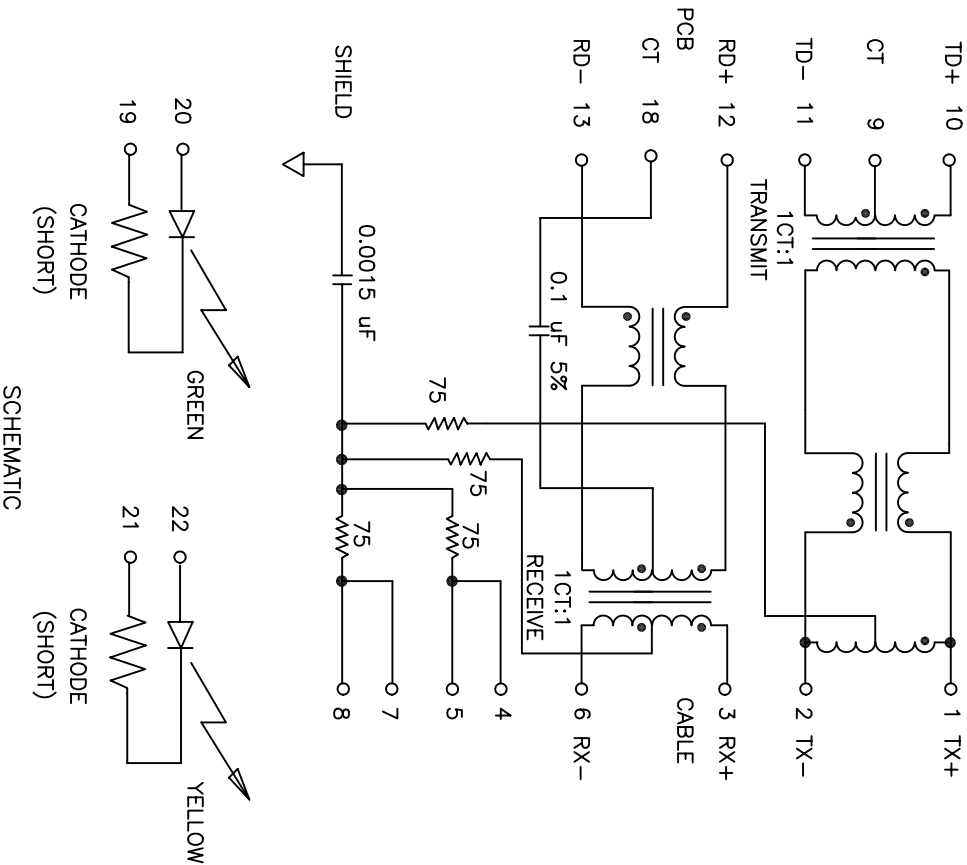 TD+ 10
CT 9
TD- 11
1CT:1
TRANSMIT
1 TX+
2 TX-
PCB
RD+ 12
CT 18
RD- 13
0.1 uF 5%
1CT:1
RECEIVE
CABLE
3 RX+
6 RX-
75
75
75
75
4
5
7
8
SHIELD
0.0015 uF
20
19
GREEN
CATHODE
(SHORT)
22
21
YELLOW
CATHODE
(SHORT)
SCHEMATIC